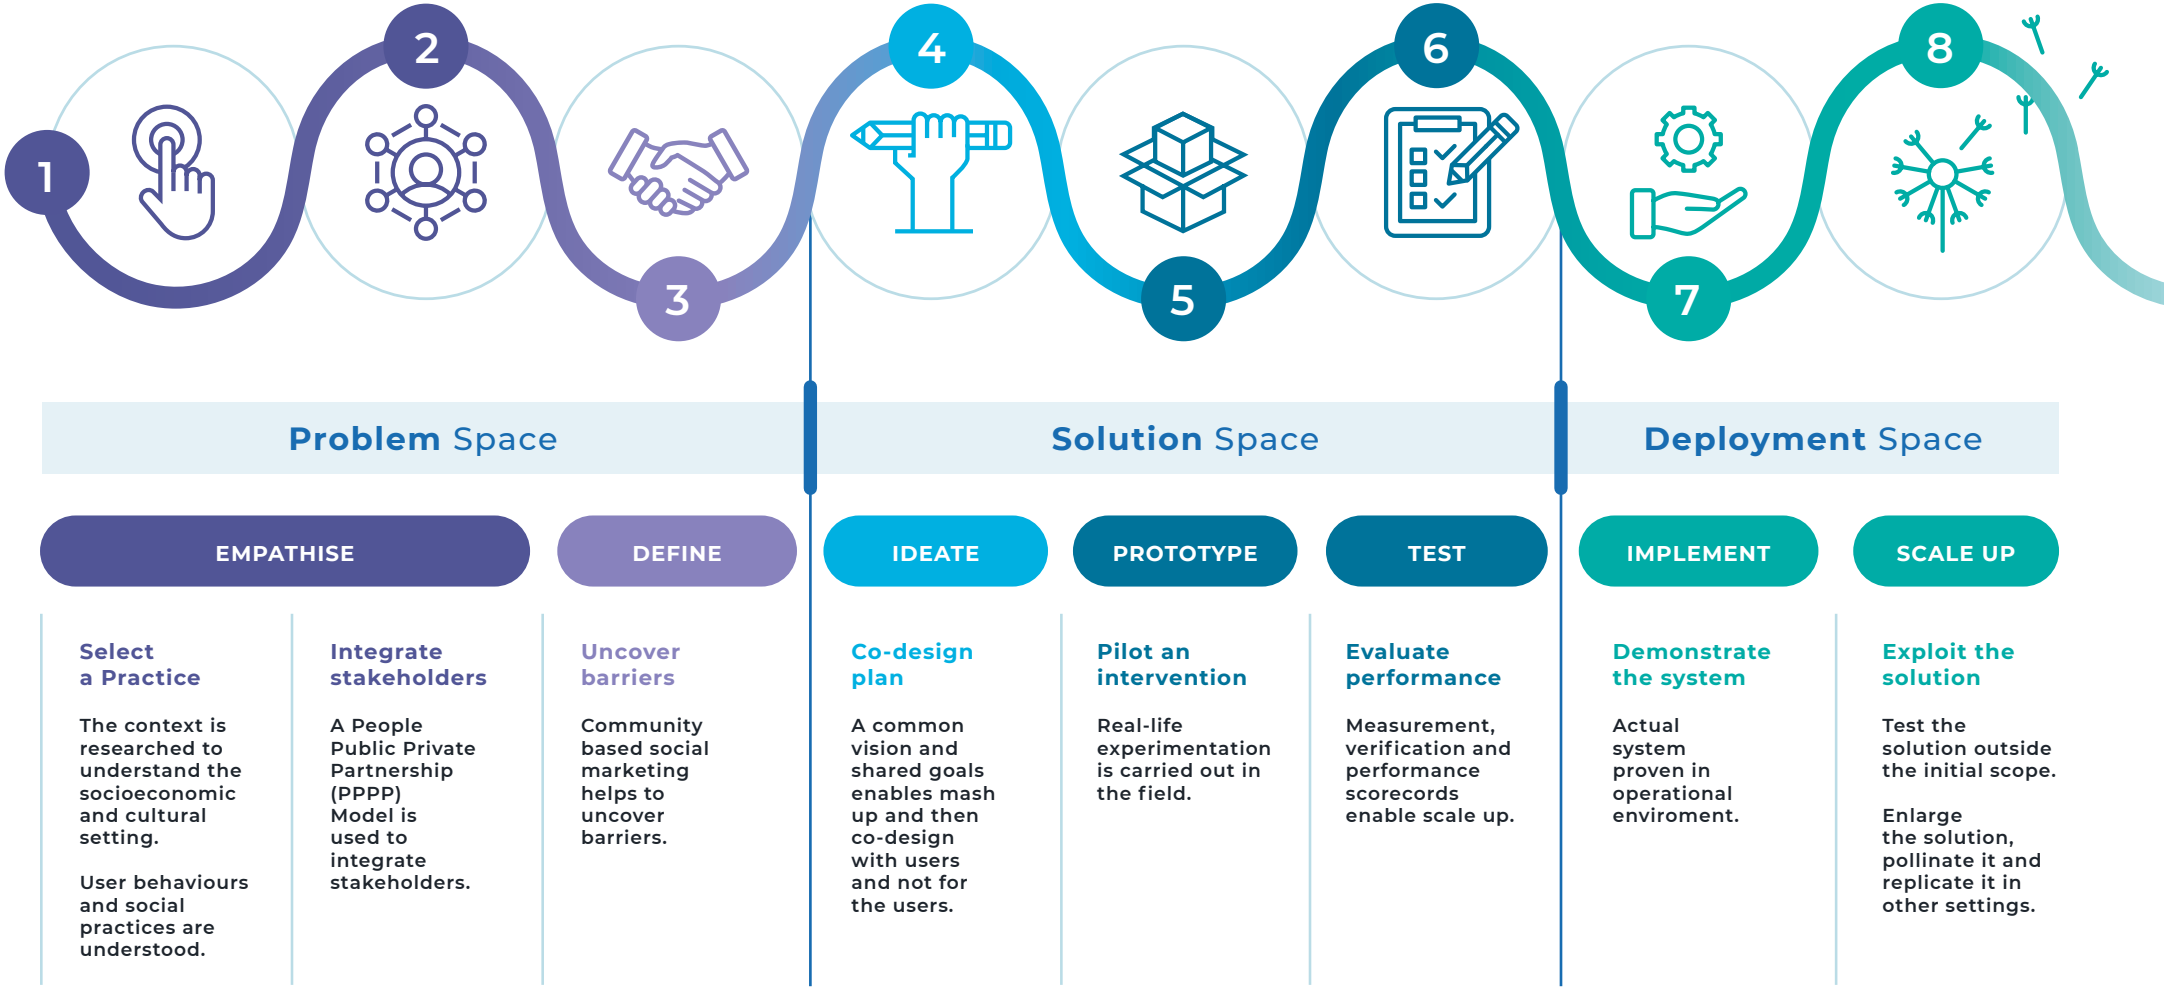 1
2
3
4
5
6
7
8
Problem Space
Solution Space
Deployment Space
EMPATHISE
DEFINE
IDEATE
PROTOTYPE
TEST
IMPLEMENT
SCALE UP
Select
a Practice
The context is
researched to
understand the
socioeconomic
and cultural
setting.
User behaviours
and social
practices are
understood.
Integrate
stakeholders
A People
Public Private
Partnership
(PPPP)
Model is
used to
integrate
stakeholders.
Uncover
barriers
Community
based social
marketing
helps to
uncover
barriers.
Co-design
plan
A common
vision and
shared goals
enables mash
up and then
co-design
with users
and not for
the users.
Pilot an
intervention
Real-life
experimentation
is carried out in
the field.
Evaluate
performance
Measurement,
verification and
performance
scorecords
enable scale up.
Demonstrate
the system
Actual
system
proven in
operational
enviroment.
Exploit the
solution
Test the
solution outside
the initial scope.
Enlarge
the solution,
pollinate it and
replicate it in
other settings.